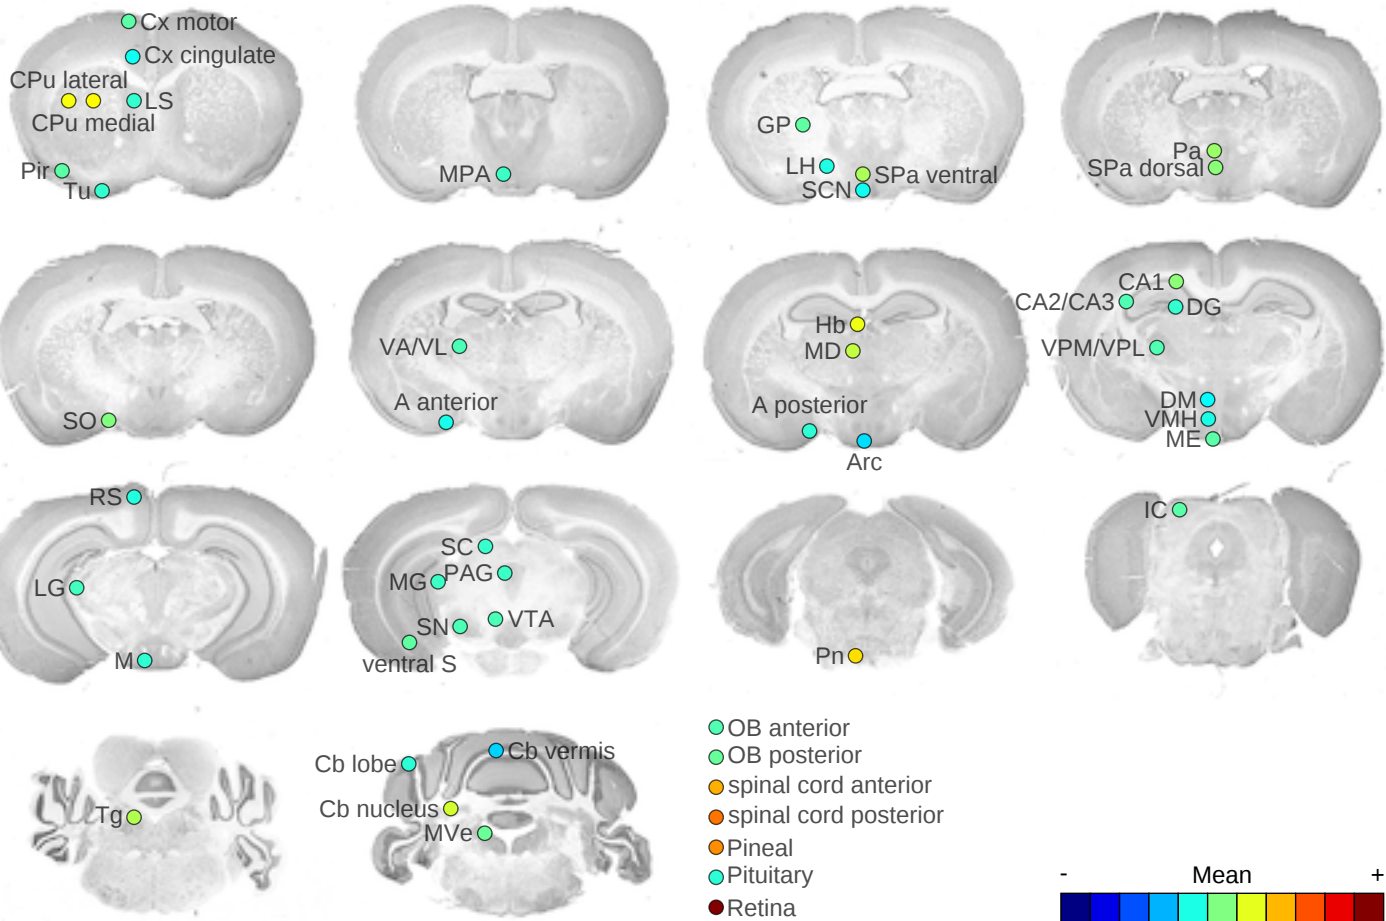 Cx motor
Cx cingulate
CPu lateral
LS
CPu medial
Pir
Tu
MPA
GP
LH
SPa ventral
SCN
Pa
SPa dorsal
SO
VA/VL
A anterior
Hb
MD
A posterior
Arc
CA1
CA2/CA3
DG
VPM/VPL
DM
VMH
ME
RS
LG
M
SC
MG
PAG
SN
VTA
ventral S
Pn
IC
Tg
Cb lobe
Cb vermis
Cb nucleus
MVe
OB anterior
OB posterior
spinal cord anterior
spinal cord posterior
Pineal
Pituitary
Retina
- Mean +